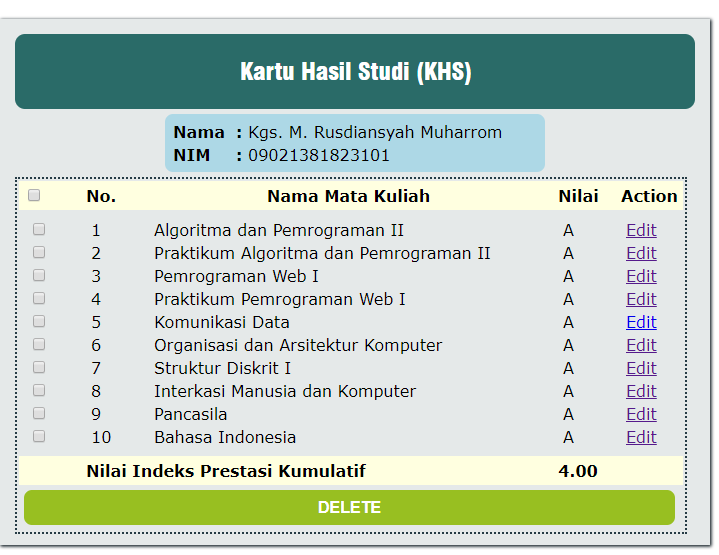 Kartu Hasil Studi (KHS)
Nama : Kgs. M. Rusdiansyah Muharrom
NIM : 09021381823101
No. Nama Mata Kuliah Nilai Action
1 Algoritma dan Pemrograman II A Edit
2 Praktikum Algoritma dan Pemrograman II A Edit
3 Pemrograman Web I A Edit
4 Praktikum Pemrograman Web I A Edit
5 Komunikasi Data A Edit
6 Organisasi dan Arsitektur Komputer A Edit
7 Struktur Diskrit I A Edit
8 Interkasi Manusia dan Komputer A Edit
9 Pancasila A Edit
10 Bahasa Indonesia A Edit
Nilai Indeks Prestasi Kumulatif 4.00
DELETE